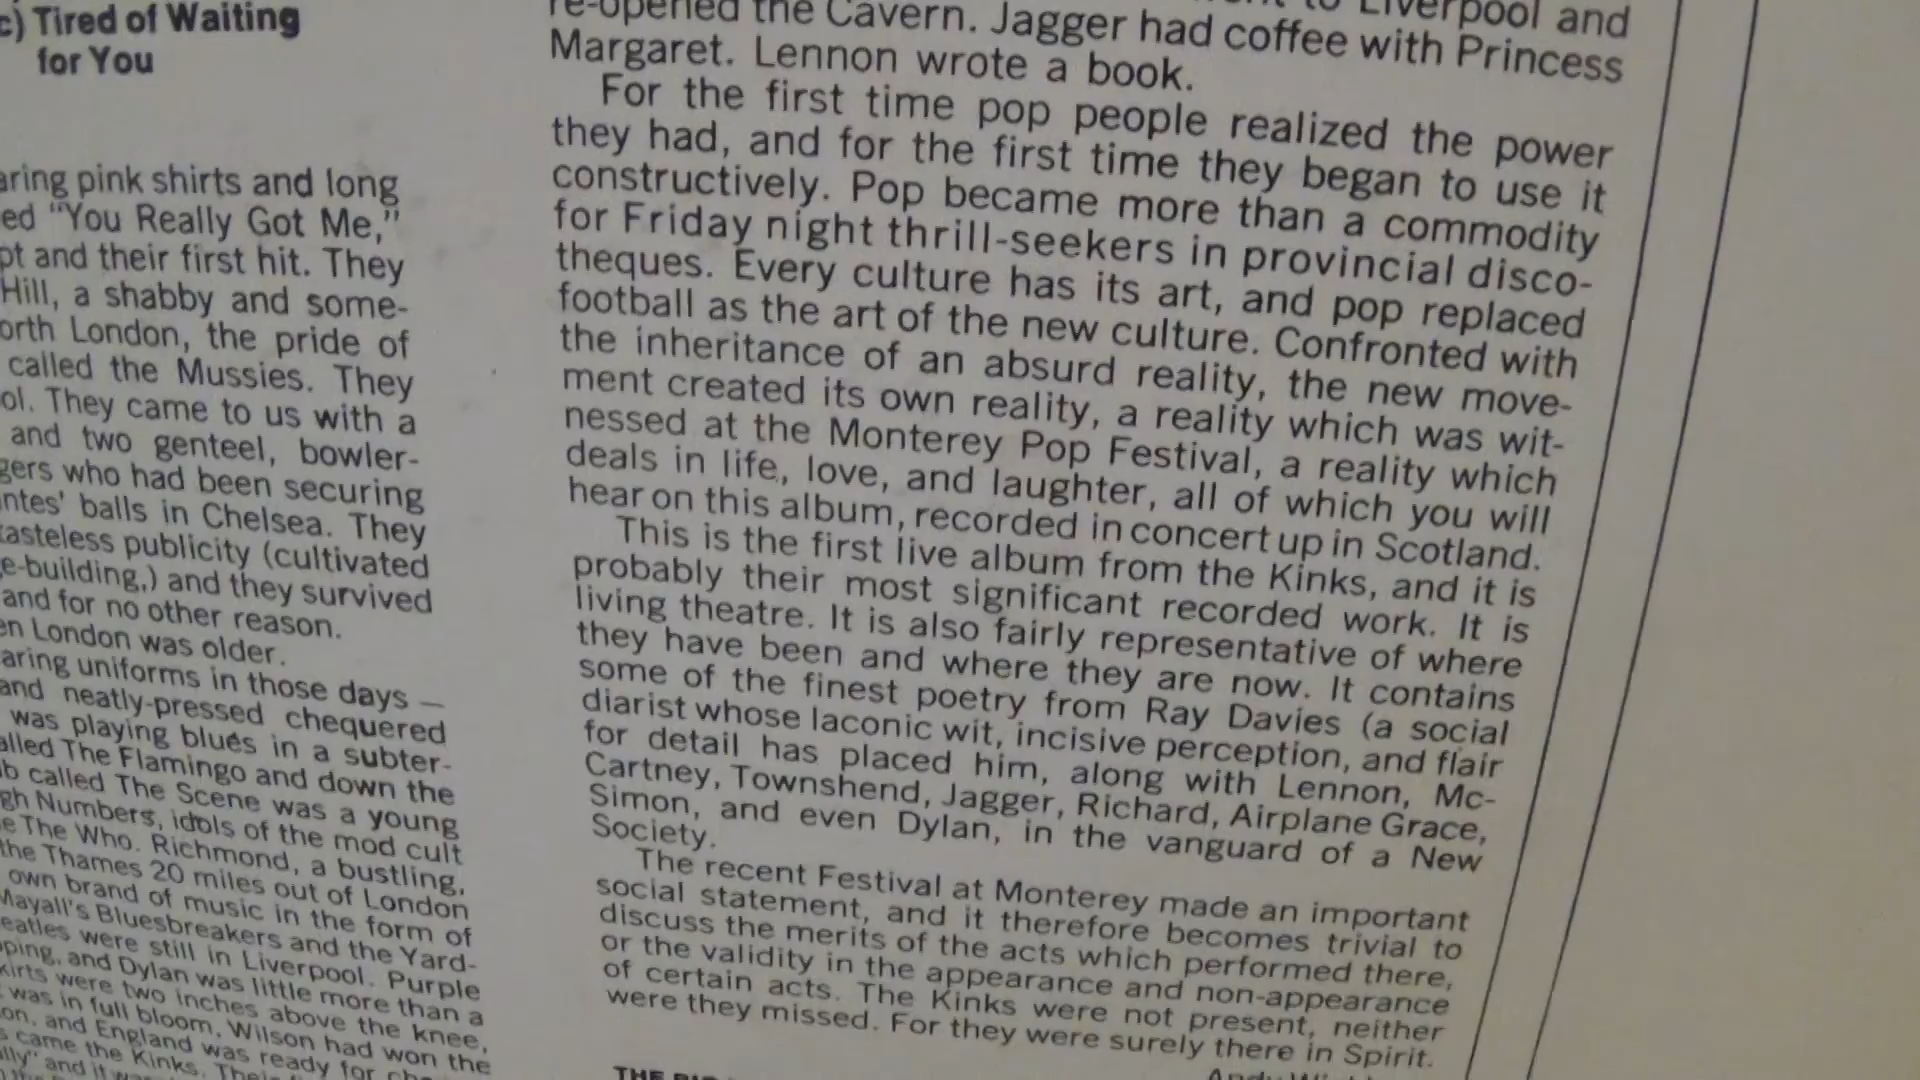 c) Tired of Waiting
for You
aring pink shirts and long
ed “You Really Got Me,”
pt and their first hit. They
Hill, a shabby and some-
orth London, the pride of
called the Mussies. They
ol. They came to us with a
and two genteel, bowler-
gers who had been securing
ntes' balls in Chelsea. They
tasteless publicity (cultivated
e-building,) and they survived
and for no other reason.
en London was older.
aring uniforms in those days —
and neatly-pressed chequered
was playing blues in a subter-
alled The Flamingo and down the
b called The Scene was a young
gh Numbers, idols of the mod cult
e The Who. Richmond, a bustling,
the Thames 20 miles out of London
own brand of music in the form of
Mayall's Bluesbreakers and the Yard-
eatles were still in Liverpool. Purple
ping, and Dylan was little more than a
kirts were two inches above the knee,
was in full bloom. Wilson had won the
on, and England was ready for
s came the Kinks.
lly" and it
re-opened the Cavern. Jagger had coffee with Princess
Margaret. Lennon wrote a book.
For the first time pop people realized the power
they had, and for the first time they began to use it
constructively. Pop became more than a commodity
for Friday night thrill-seekers in provincial disco-
theques. Every culture has its art, and pop replaced
football as the art of the new culture. Confronted with
the inheritance of an absurd reality, the new move-
ment created its own reality, a reality which was wit-
nessed at the Monterey Pop Festival, a reality which
deals in life, love, and laughter, all of which you will
hear on this album, recorded in concert up in Scotland.
This is the first live album from the Kinks, and it is
probably their most significant recorded work. It is
living theatre. It is also fairly representative of where
they have been and where they are now. It contains
some of the finest poetry from Ray Davies (a social
diarist whose laconic wit, incisive perception, and flair
for detail has placed him, along with Lennon, Mc-
Cartney, Townshend, Jagger, Richard, Airplane Grace,
Simon, and even Dylan, in the vanguard of a New
Society.
The recent Festival at Monterey made an important
social statement, and it therefore becomes trivial to
discuss the merits of the acts which performed there,
or the validity in the appearance and non-appearance
of certain acts. The Kinks were not present, neither
were they missed. For they were surely there in Spirit.